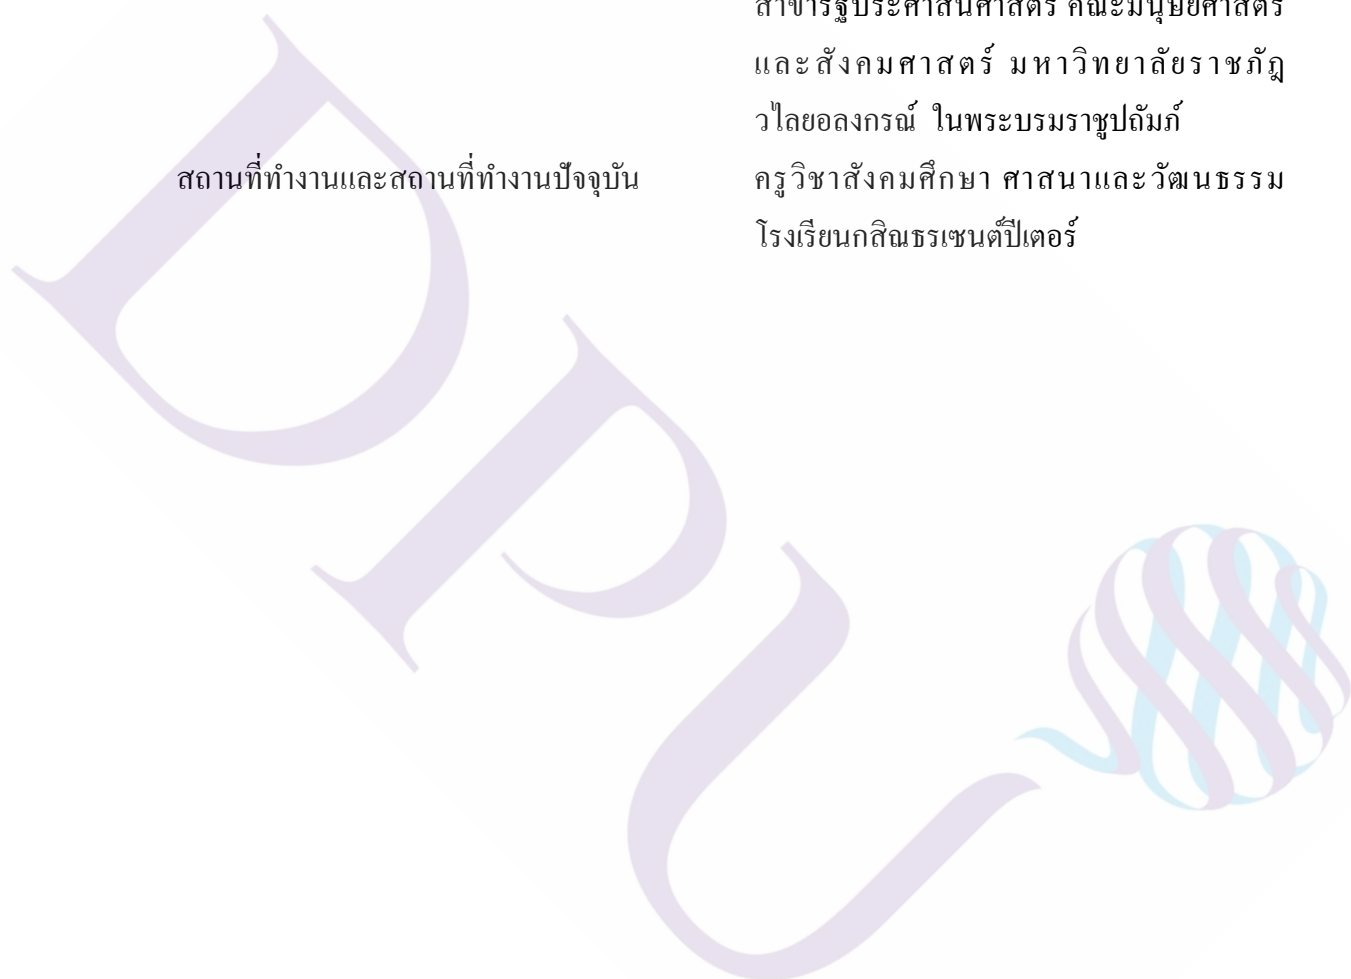 สาขารัฐประศาสนศาสตร์ คณะมนุษยศาสตร์
และสังคมศาสตร์ มหาวิทยาลัยราชภัฏ
วไลยอลงกรณ์ ในพระบรมราชูปถัมภ์
สถานที่ทำงานและสถานที่ทำงานปัจจุบัน ครูวิชาสังคมศึกษา ศาสนาและวัฒนธรรม
โรงเรียนกสิณธรเซนต์ปีเตอร์
DPU